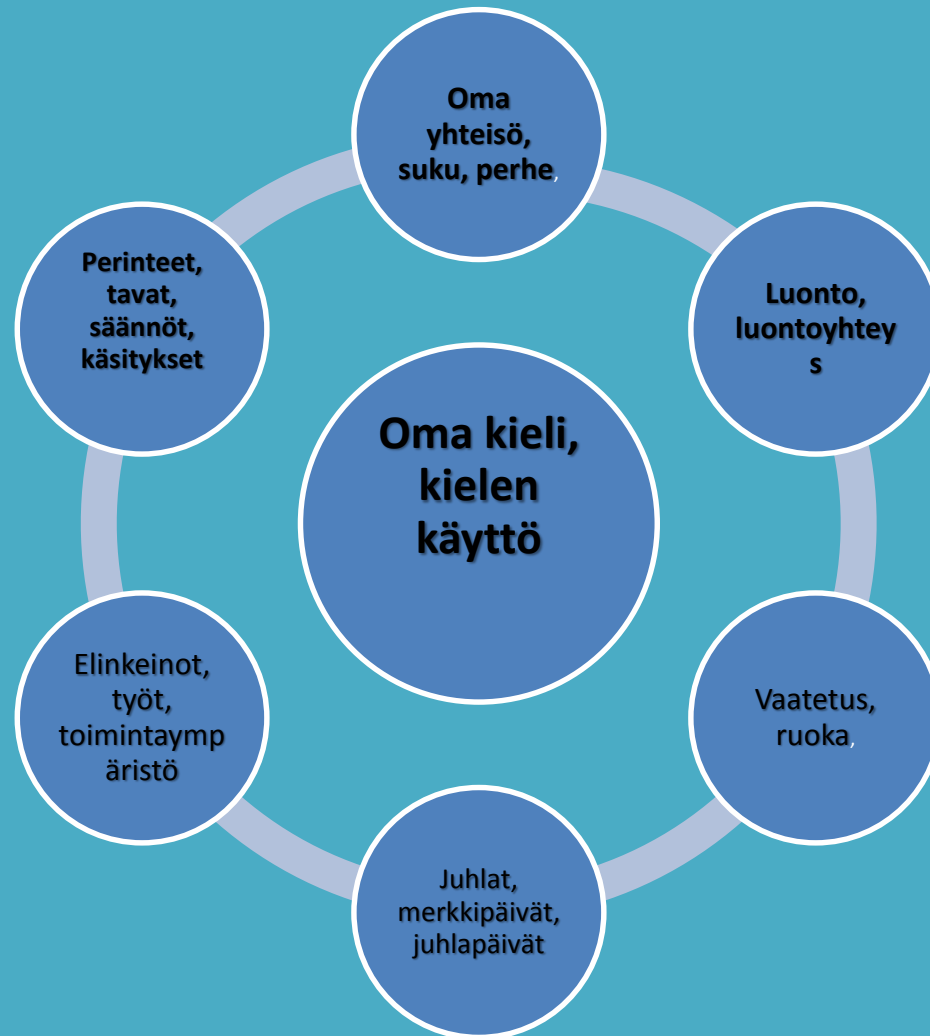 Oma
yhteisö,
suku, perhe,
Perinteet,
tavat,
säännöt,
käsitykset
Luonto,
luontoyhtey
s
Oma kieli,
kielen
käyttö
Elinkeinot,
työt,
toimintaymp
äristö
Vaatetus,
ruoka,
Juhlat,
merkkipäivät,
juhlapäivät